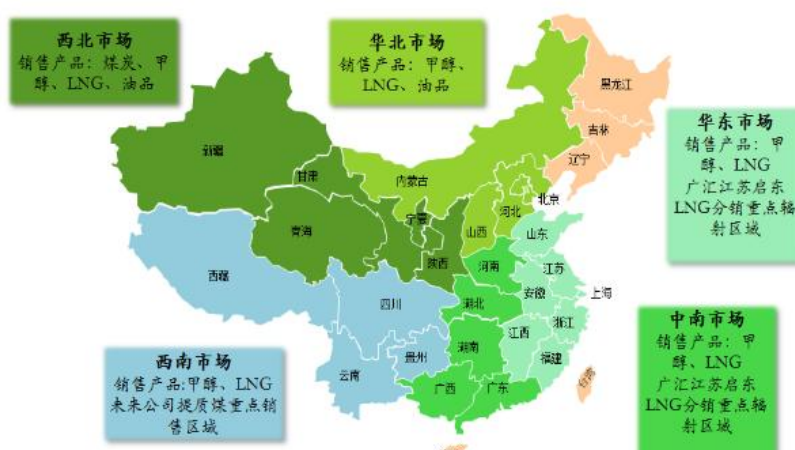 西北市场
销售产品：煤炭、甲
醇、LNG、油品
华北市场
销售产品：甲醇、
LNG、油品
华东市场
销售产品：甲
醇、LNG
广汇江苏启东
LNG分销重点辐
射区域
西南市场
销售产品:甲醇、LNG
未来公司提质煤重点销
售区域
中南市场
销售产品：甲
醇、LNG
广汇江苏启东
LNG分销重点辐
射区域
黑龙江
吉林
辽宁
新疆
甘肃
内蒙古
北京
河北
宁夏
山西
山东
青海
陕西
河南
江苏
西藏
安徽
上海
四川
湖北
浙江
江西
贵州
湖南
福建
云南
广西
广东
台湾